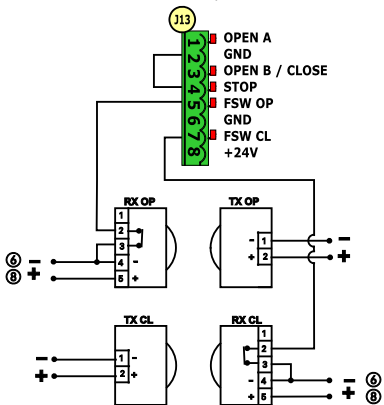 J13
1 OPEN A
2 GND
3 OPEN B / CLOSE
4 STOP
5 FSW OP
6 GND
7 FSW CL
8 +24V
RX OP
TX OP
1
2
3
⑥ − 4 −
⑧ + 5 +
− 1 −
+ 2 +
TX CL
RX CL
− 1 −
+ 2 +
1
2
3
− 4 − ⑥
+ 5 + ⑧